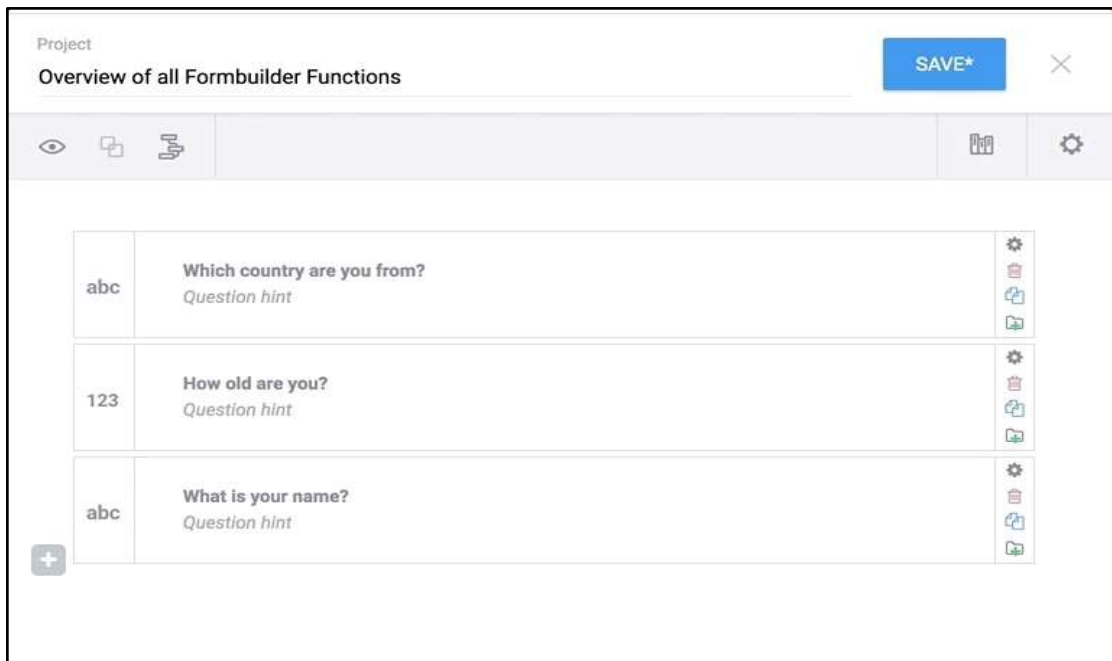 Project
Overview of all Formbuilder Functions
SAVE*
abc
Which country are you from?
Question hint
123
How old are you?
Question hint
abc
What is your name?
Question hint